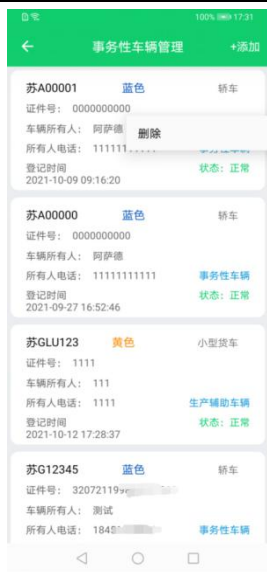 100% 17:31
事务性车辆管理 +添加
苏A00001 蓝色 轿车
证件号: 0000000000
车辆所有人: 阿萨德
删除
所有人电话: 111111
登记时间 状态: 正常
2021-10-09 09:16:20
苏A00000 蓝色 轿车
证件号: 0000000000
车辆所有人: 阿萨德
所有人电话: 11111111111 事务性车辆
登记时间 状态: 正常
2021-09-27 16:52:46
苏GLU123 黄色 小型货车
证件号: 1111
车辆所有人: 111
所有人电话: 1111 生产辅助车辆
登记时间 状态: 正常
2021-10-12 17:28:37
苏G12345 蓝色 轿车
证件号: 32072119
车辆所有人: 测试
所有人电话: 184 事务性车辆